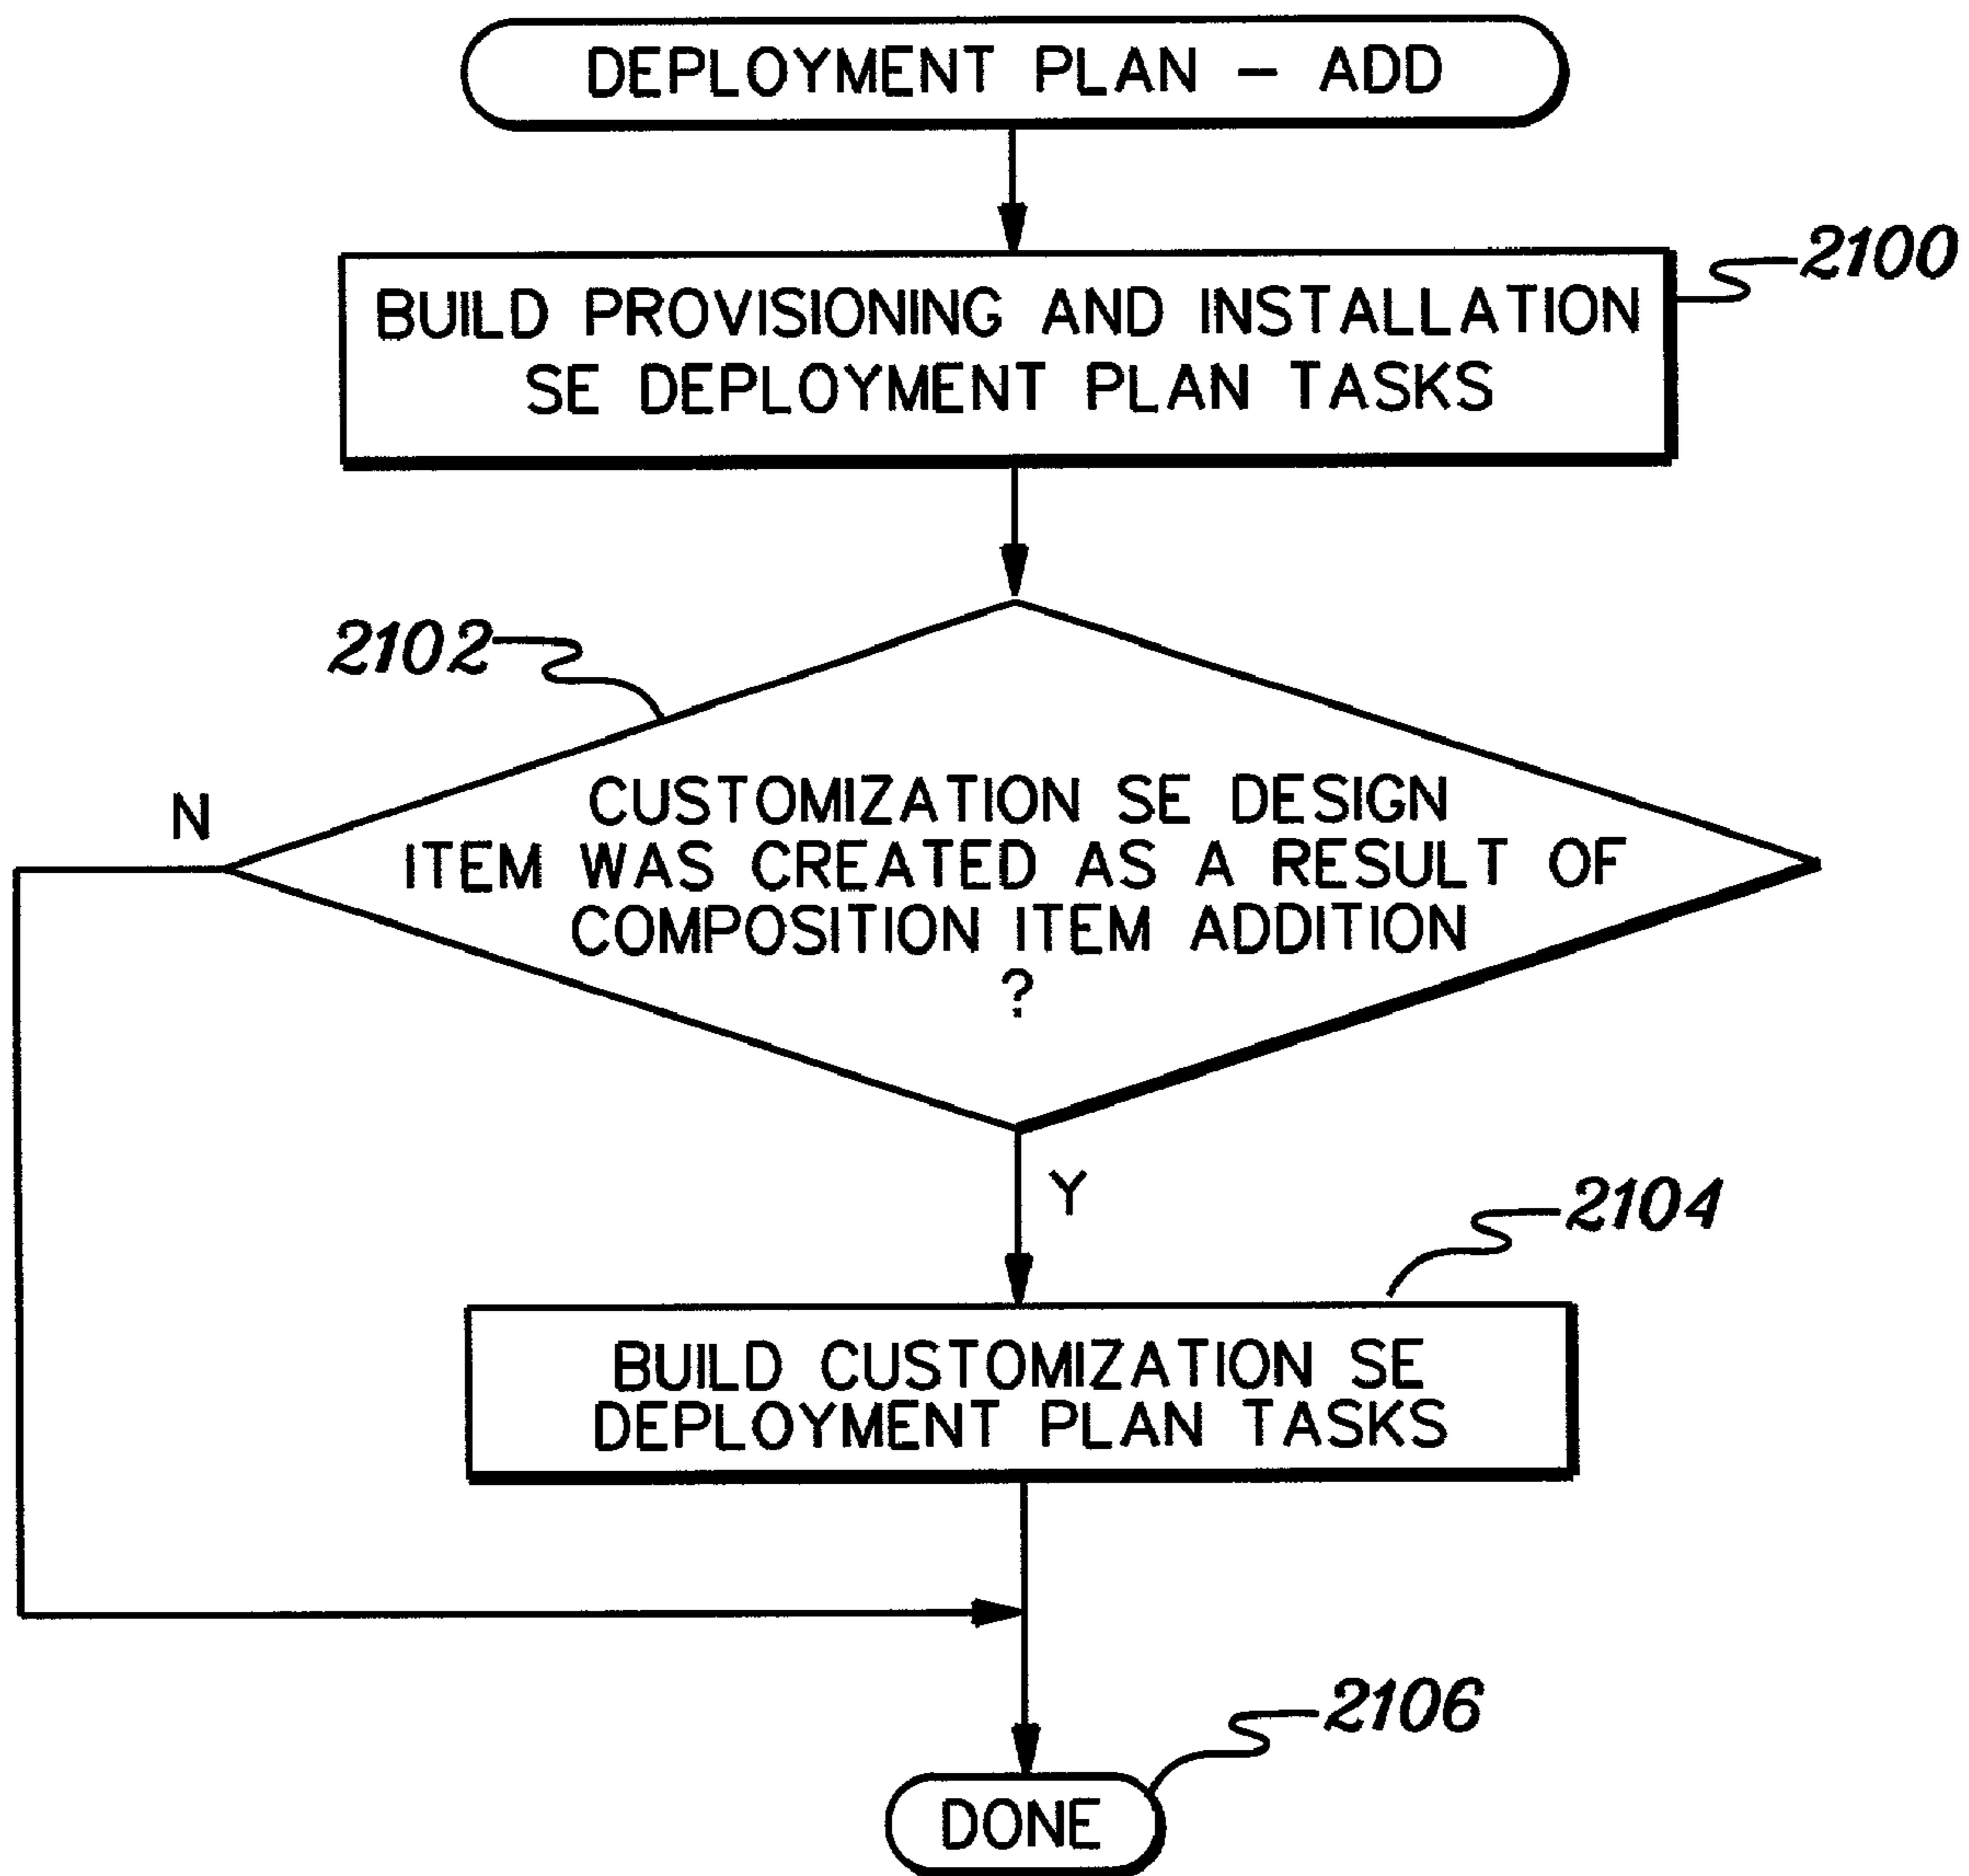 DEPLOYMENT PLAN – ADD
2100
BUILD PROVISIONING AND INSTALLATION
SE DEPLOYMENT PLAN TASKS
2102
N
CUSTOMIZATION SE DESIGN
ITEM WAS CREATED AS A RESULT OF
COMPOSITION ITEM ADDITION
?
Y
2104
BUILD CUSTOMIZATION SE
DEPLOYMENT PLAN TASKS
2106
DONE